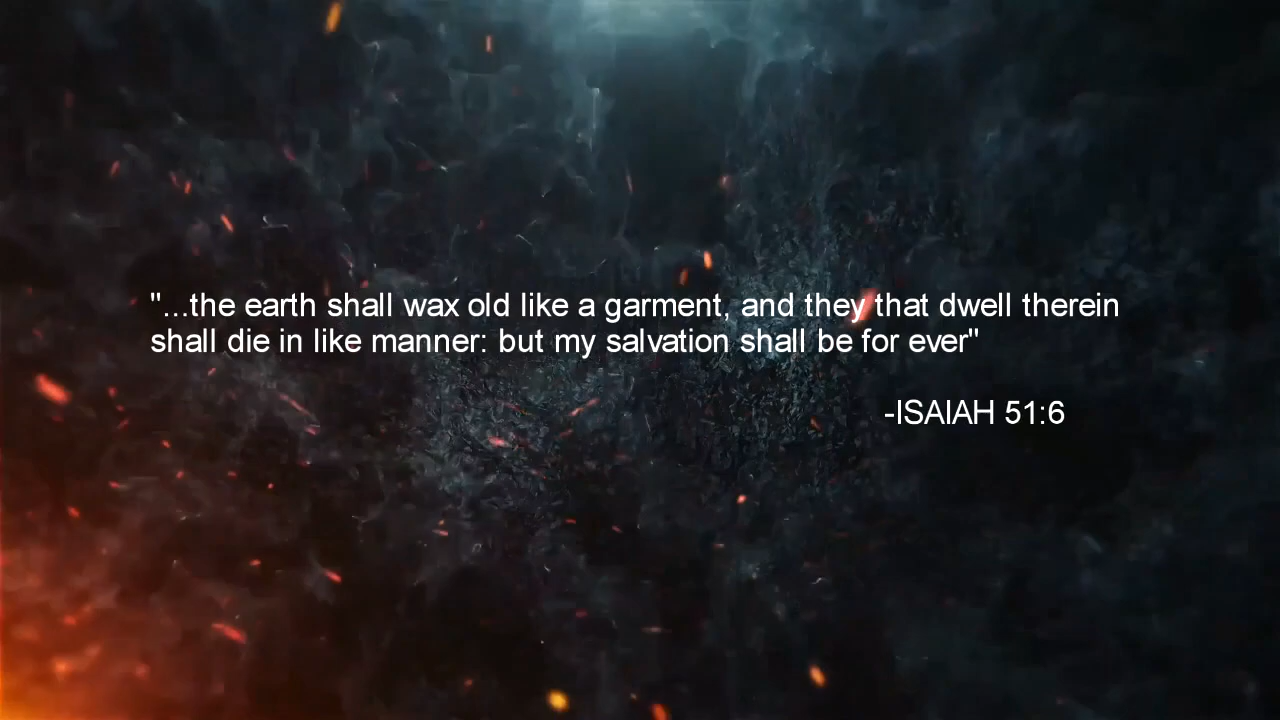 "...the earth shall wax old like a garment, and they that dwell therein
shall die in like manner: but my salvation shall be for ever"
-ISAIAH 51:6